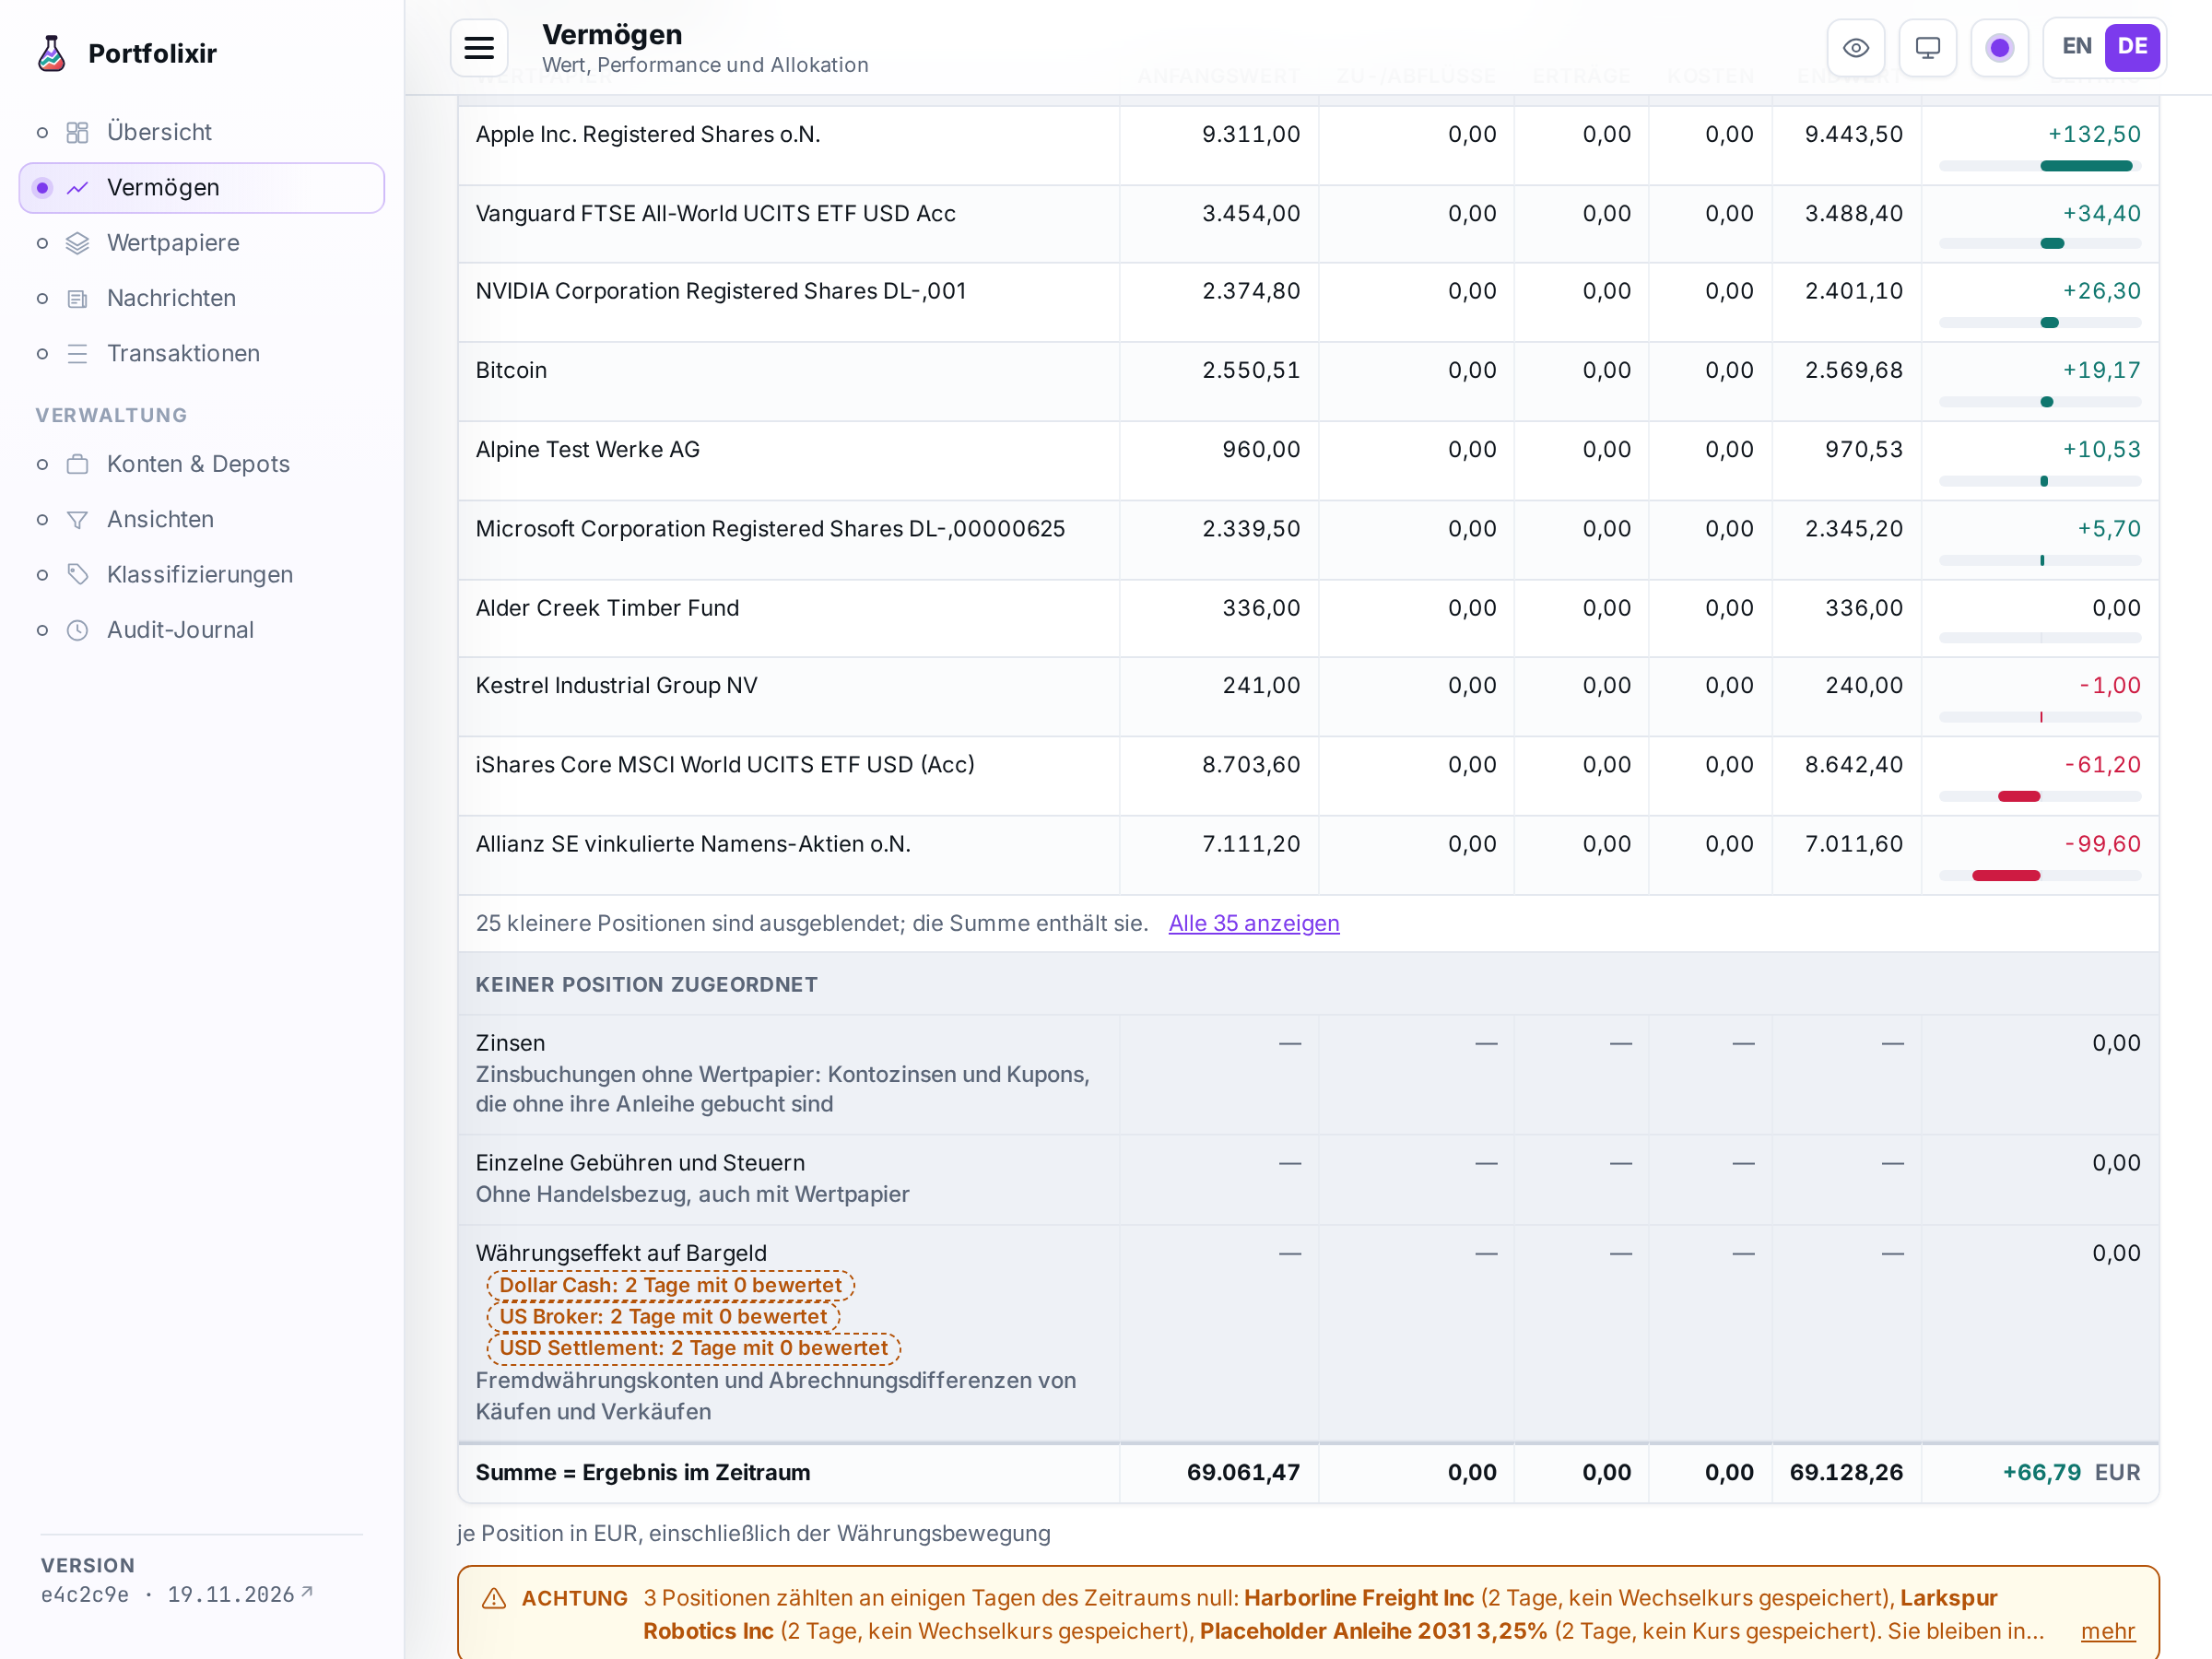 Portfolixir
Übersicht
Vermögen
Wertpapiere
Nachrichten
Transaktionen
VERWALTUNG
Konten & Depots
Ansichten
Klassifizierungen
Audit-Journal
VERSION
e4c2c9e · 19.11.2026
Vermögen
Wert, Performance und Allokation
EN DE
WERTPAPIER ANFANGSWERT ZU-/ABFLÜSSE ERTRÄGE KOSTEN ENDWERT
Apple Inc. Registered Shares o.N. 9.311,00 0,00 0,00 0,00 9.443,50 +132,50
Vanguard FTSE All-World UCITS ETF USD Acc 3.454,00 0,00 0,00 0,00 3.488,40 +34,40
NVIDIA Corporation Registered Shares DL-,001 2.374,80 0,00 0,00 0,00 2.401,10 +26,30
Bitcoin 2.550,51 0,00 0,00 0,00 2.569,68 +19,17
Alpine Test Werke AG 960,00 0,00 0,00 0,00 970,53 +10,53
Microsoft Corporation Registered Shares DL-,00000625 2.339,50 0,00 0,00 0,00 2.345,20 +5,70
Alder Creek Timber Fund 336,00 0,00 0,00 0,00 336,00 0,00
Kestrel Industrial Group NV 241,00 0,00 0,00 0,00 240,00 -1,00
iShares Core MSCI World UCITS ETF USD (Acc) 8.703,60 0,00 0,00 0,00 8.642,40 -61,20
Allianz SE vinkulierte Namens-Aktien o.N. 7.111,20 0,00 0,00 0,00 7.011,60 -99,60
25 kleinere Positionen sind ausgeblendet; die Summe enthält sie. Alle 35 anzeigen
KEINER POSITION ZUGEORDNET
Zinsen — — — — — 0,00
Zinsbuchungen ohne Wertpapier: Kontozinsen und Kupons,
die ohne ihre Anleihe gebucht sind
Einzelne Gebühren und Steuern — — — — — 0,00
Ohne Handelsbezug, auch mit Wertpapier
Währungseffekt auf Bargeld — — — — — 0,00
Dollar Cash: 2 Tage mit 0 bewertet
US Broker: 2 Tage mit 0 bewertet
USD Settlement: 2 Tage mit 0 bewertet
Fremdwährungskonten und Abrechnungsdifferenzen von
Käufen und Verkäufen
Summe = Ergebnis im Zeitraum 69.061,47 0,00 0,00 0,00 69.128,26 +66,79 EUR
je Position in EUR, einschließlich der Währungsbewegung
ACHTUNG 3 Positionen zählten an einigen Tagen des Zeitraums null: Harborline Freight Inc (2 Tage, kein Wechselkurs gespeichert), Larkspur
Robotics Inc (2 Tage, kein Wechselkurs gespeichert), Placeholder Anleihe 2031 3,25% (2 Tage, kein Kurs gespeichert). Sie bleiben in… mehr